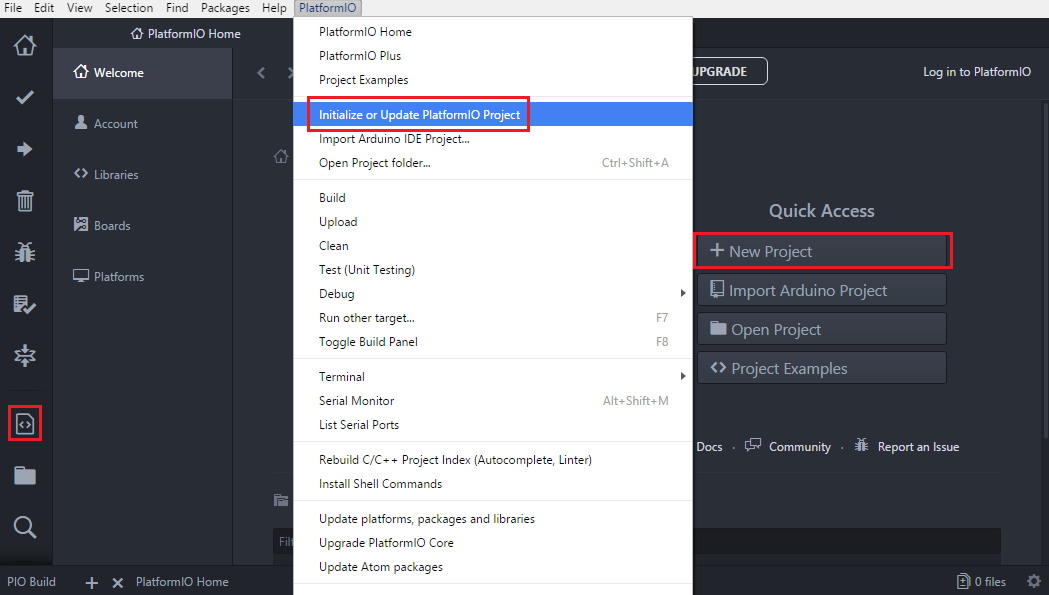 File Edit View Selection Find Packages Help PlatformIO
PlatformIO Home
Welcome
Account
Libraries
Boards
Platforms
PlatformIO Home
PlatformIO Plus
Project Examples
Initialize or Update PlatformIO Project
Import Arduino IDE Project...
Open Project folder... Ctrl+Shift+A
Build
Upload
Clean
Test (Unit Testing)
Debug
Run other target... F7
Toggle Build Panel F8
Terminal
Serial Monitor Alt+Shift+M
List Serial Ports
Rebuild C/C++ Project Index (Autocomplete, Linter)
Install Shell Commands
Update platforms, packages and libraries
Upgrade PlatformIO Core
Update Atom packages
UPGRADE
Log in to PlatformIO
Quick Access
+ New Project
Import Arduino Project
Open Project
Project Examples
Docs · Community · Report an Issue
PIO Build + × PlatformIO Home
0 files